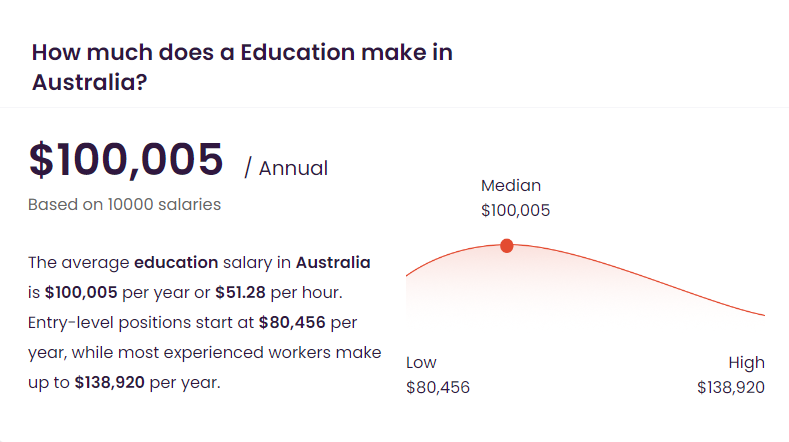 How much does a Education make in
Australia?
$100,005 / Annual
Based on 10000 salaries
The average education salary in Australia
is $100,005 per year or $51.28 per hour.
Entry-level positions start at $80,456 per
year, while most experienced workers make
up to $138,920 per year.
Median
$100,005
Low
$80,456
High
$138,920